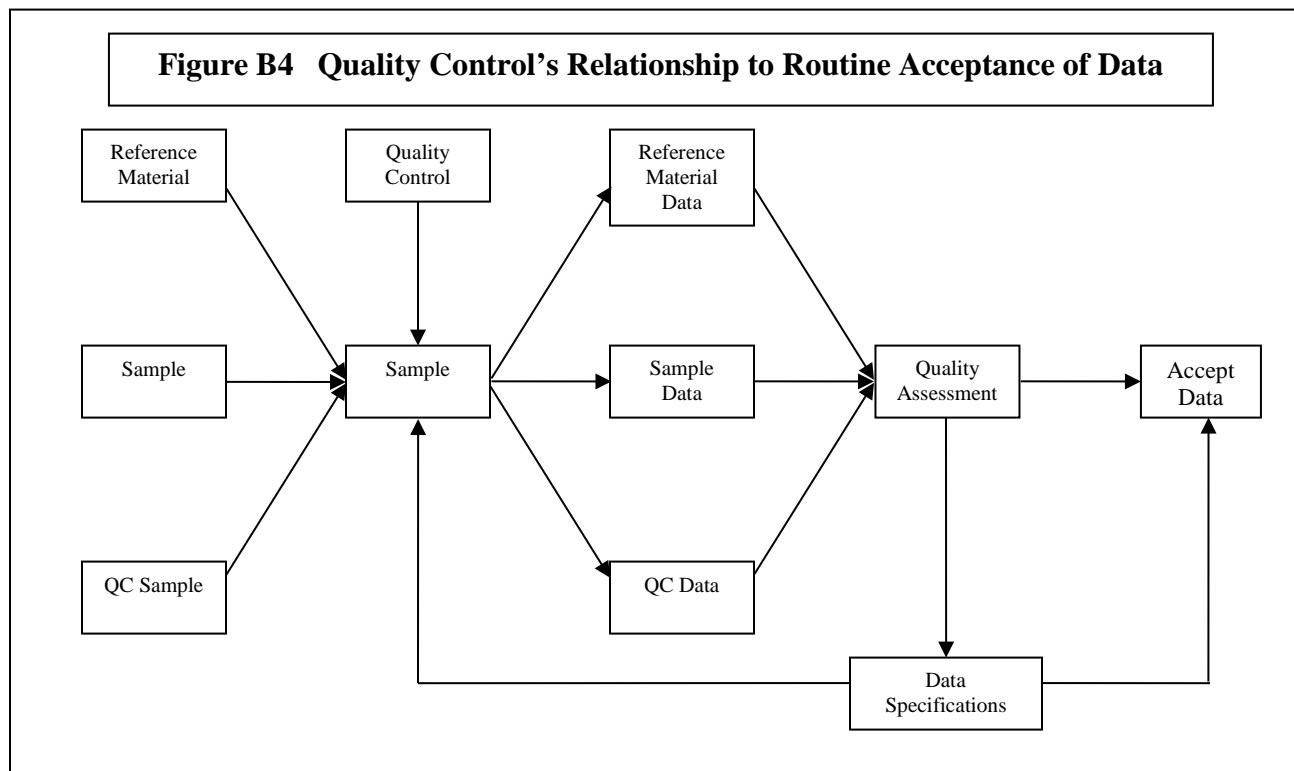 Figure B4   Quality Control’s Relationship to Routine Acceptance of Data
Reference
Material
Quality
Control
Reference
Material
Data
Sample
Sample
Sample
Data
Quality
Assessment
Accept
Data
QC Sample
QC Data
Data
Specifications